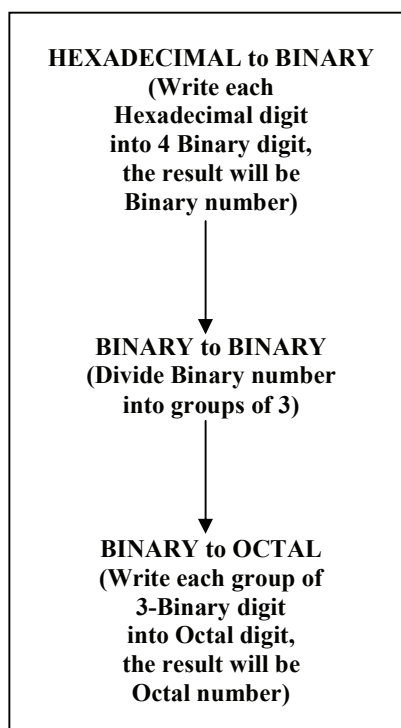 HEXADECIMAL to BINARY
(Write each
Hexadecimal digit
into 4 Binary digit,
the result will be
Binary number)
BINARY to BINARY
(Divide Binary number
into groups of 3)
BINARY to OCTAL
(Write each group of
3-Binary digit
into Octal digit,
the result will be
Octal number)